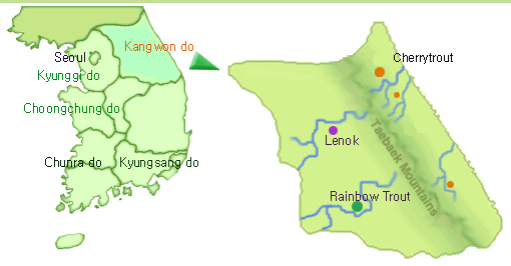 Kangwon do
Seoul
Kyunggi do
Choongchung do
Chunra do
Kyungsang do
Cherrytrout
Lenok
Taebaek Mountains
Rainbow Trout